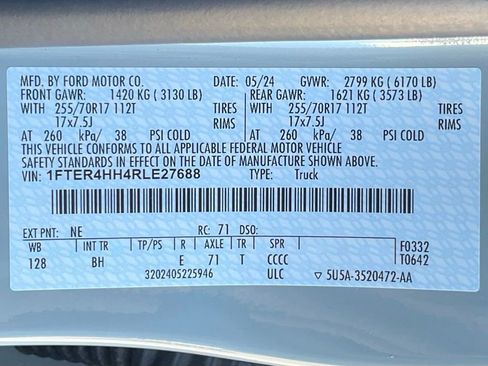 MFD. BY FORD MOTOR CO. DATE: 05/24 GVWR: 2799 KG ( 6170 LB)
FRONT GAWR: 1420 KG ( 3130 LB) REAR GAWR: 1621 KG ( 3573 LB)
WITH 255/70R17 112T TIRES WITH 255/70R17 112T TIRES
17x7.5J RIMS 17x7.5J RIMS
AT 260 kPa/ 38 PSI COLD AT 260 kPa/ 38 PSI COLD
THIS VEHICLE CONFORMS TO ALL APPLICABLE FEDERAL MOTOR VEHICLE
SAFETY, BUMPER, AND THEFT PREVENTION STANDARDS IN EFFECT ON THE
DATE OF MANUFACTURE SHOWN ABOVE.
VIN: 1FTER4HH4RLE27688 TYPE: Truck
EXT PNT: NE RC: 71 DSO:
WB INT TR TP/PS R AXLE TR SPR F0332
128 BH E 71 T CCCC T0642
3202405225946 ULC ▽ 5U5A-3520472-AA